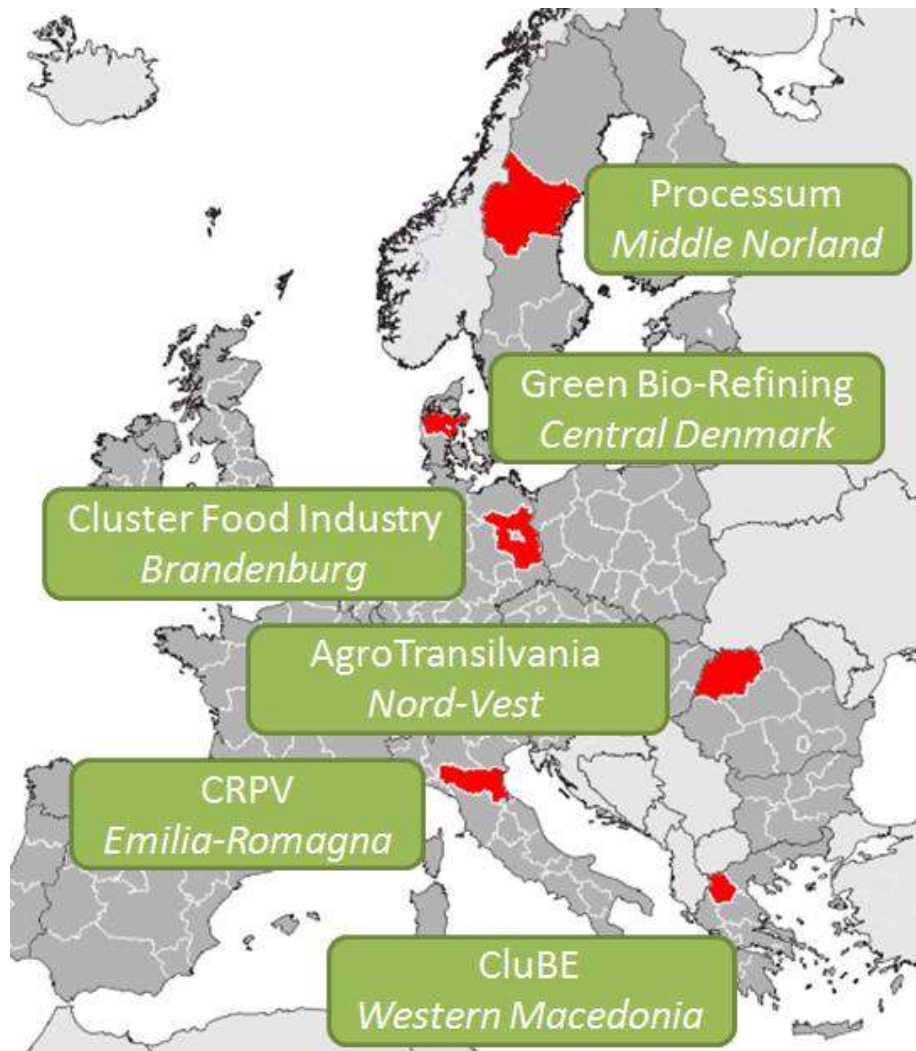 Processum
Middle Norland
Green Bio-Refining
Central Denmark
Cluster Food Industry
Brandenburg
AgroTransilvania
Nord-Vest
CRPV
Emilia-Romagna
CluBE
Western Macedonia